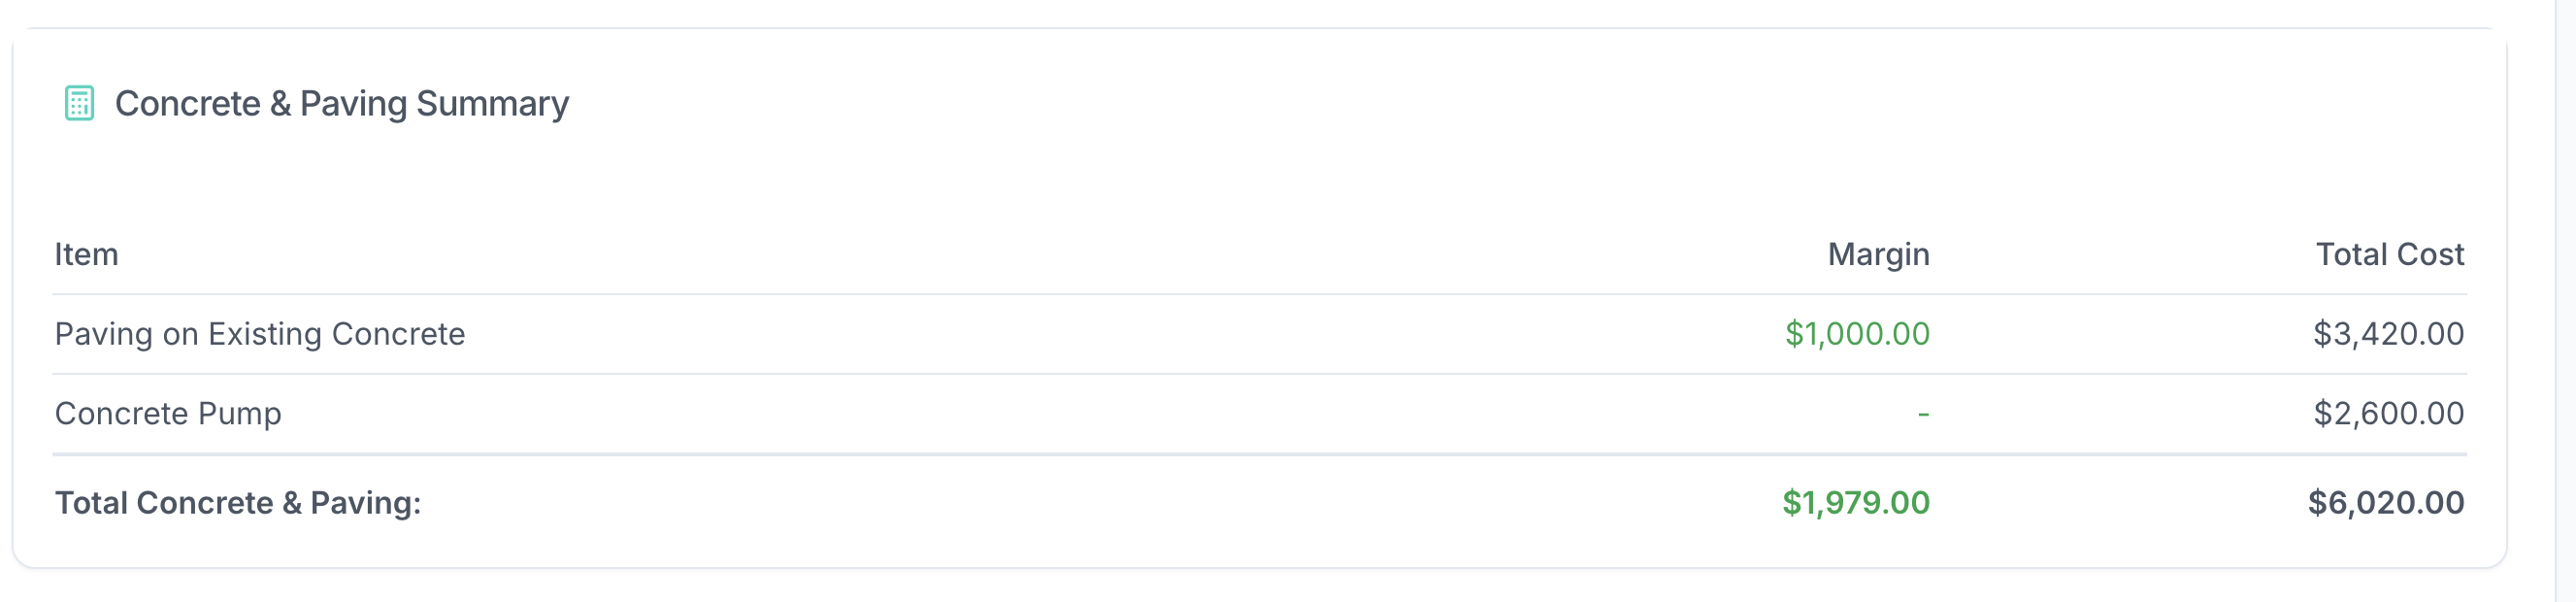 Concrete & Paving Summary
Item Margin Total Cost
Paving on Existing Concrete $1,000.00 $3,420.00
Concrete Pump - $2,600.00
Total Concrete & Paving: $1,979.00 $6,020.00